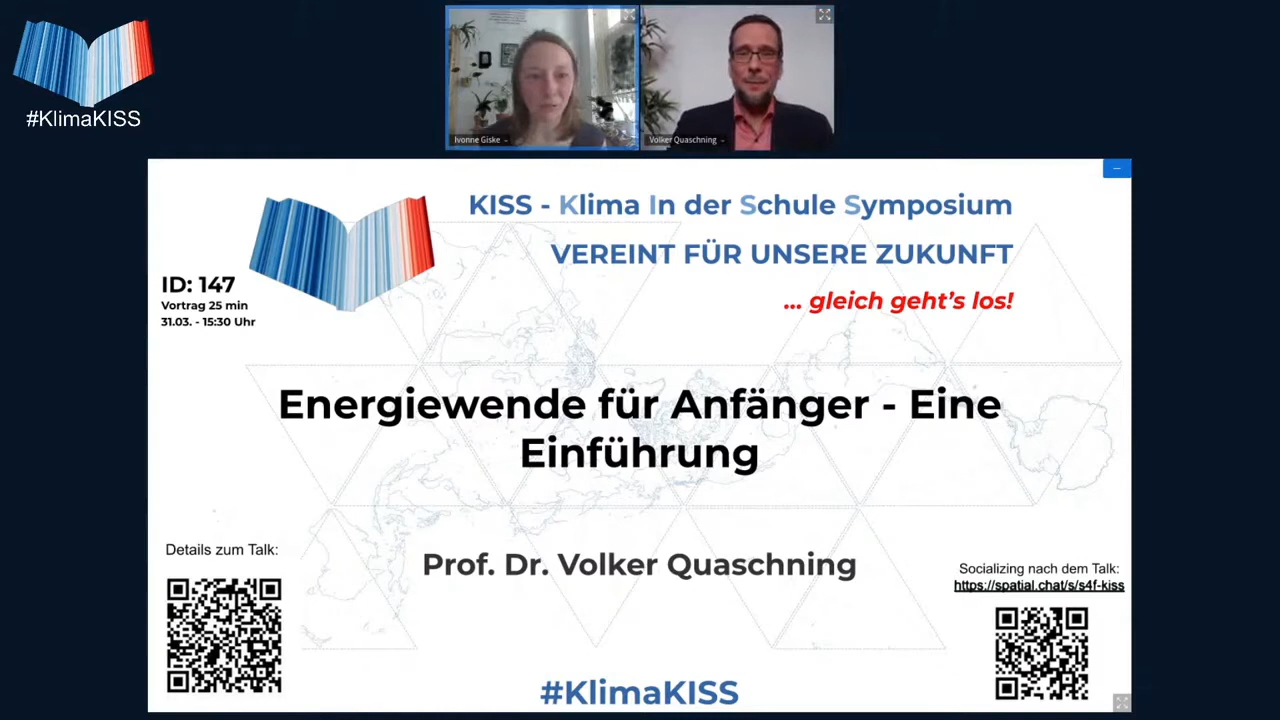 #KlimaKISS
Ivonne Giske
Volker Quaschning
KISS - Klima In der Schule Symposium
VEREINT FÜR UNSERE ZUKUNFT
... gleich geht's los!
ID: 147
Vortrag 25 min
31.03. - 15:30 Uhr
Energiewende für Anfänger - Eine
Einführung
Prof. Dr. Volker Quaschning
Details zum Talk:
Socializing nach dem Talk:
https://spatial.chat/s/s4f-kiss
#KlimaKISS